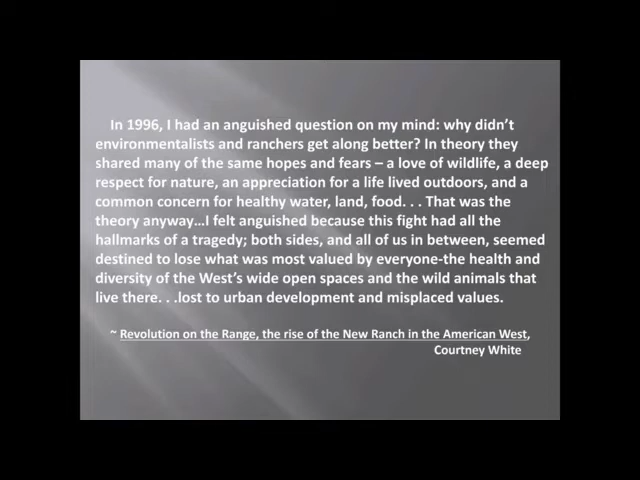 In 1996, I had an anguished question on my mind: why didn't
environmentalists and ranchers get along better? In theory they
shared many of the same hopes and fears – a love of wildlife, a deep
respect for nature, an appreciation for a life lived outdoors, and a
common concern for healthy water, land, food. . . That was the
theory anyway…I felt anguished because this fight had all the
hallmarks of a tragedy; both sides, and all of us in between, seemed
destined to lose what was most valued by everyone-the health and
diversity of the West's wide open spaces and the wild animals that
live there. . .lost to urban development and misplaced values.
~ Revolution on the Range, the rise of the New Ranch in the American West,
Courtney White